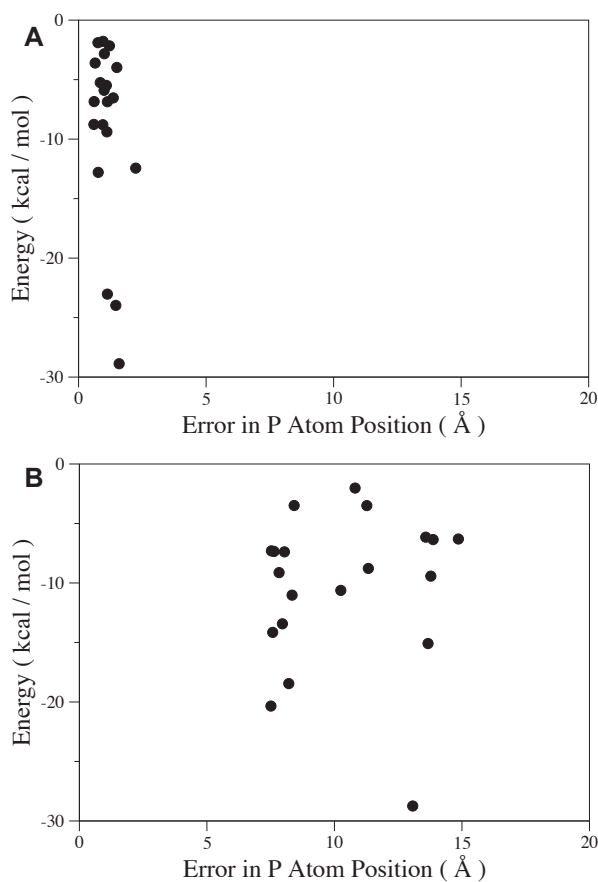 A
0
-10
-20
-30
Energy ( kcal / mol )
0 5 10 15 20
Error in P Atom Position ( Å )
B
0
-10
-20
-30
Energy ( kcal / mol )
0 5 10 15 20
Error in P Atom Position ( Å )